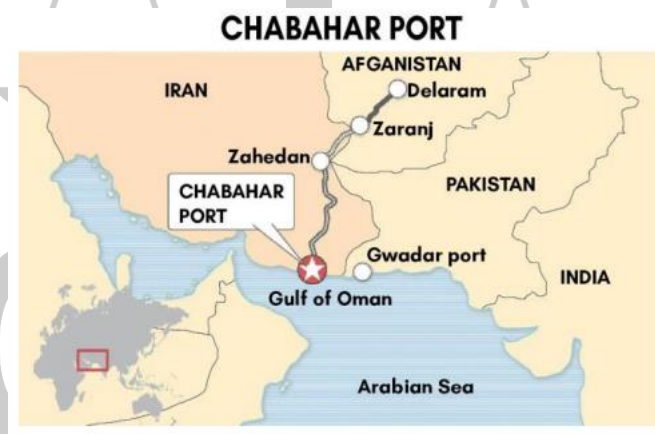 CHABAHAR PORT
AFGANISTAN
IRAN
Delaram
Zaranj
Zahedan
PAKISTAN
CHABAHAR
PORT
Gwadar port
INDIA
Gulf of Oman
Arabian Sea